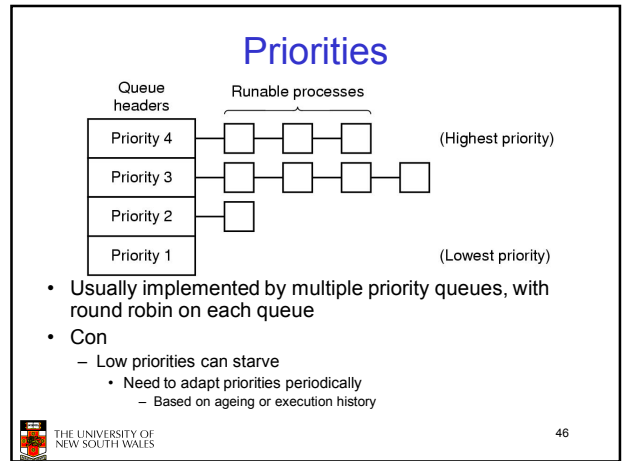 Priorities
Queue headers
Runable processes
Priority 4
(Highest priority)
Priority 3
Priority 2
Priority 1
(Lowest priority)
• Usually implemented by multiple priority queues, with
round robin on each queue
• Con
– Low priorities can starve
• Need to adapt priorities periodically
– Based on ageing or execution history
THE UNIVERSITY OF
NEW SOUTH WALES
46